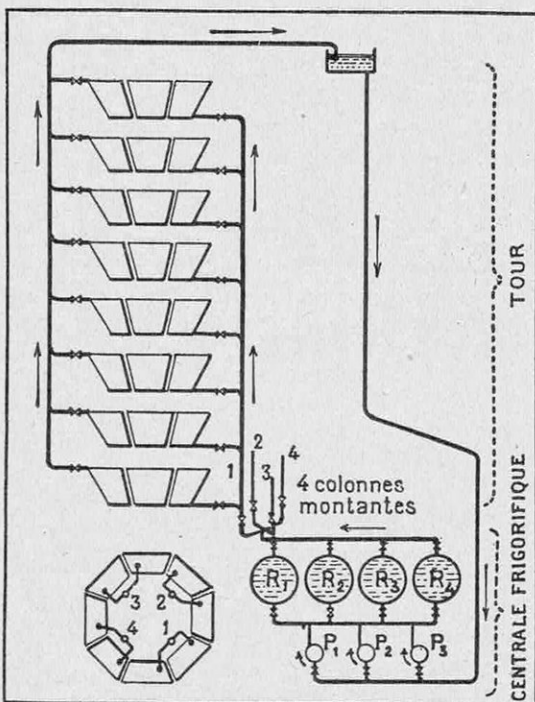 TOUR
2
4
1
3
4 colonnes
montantes
CENTRALE FRIGORIFIQUE
R1
R2
R3
R4
3
2
4
1
P1
P2
P3